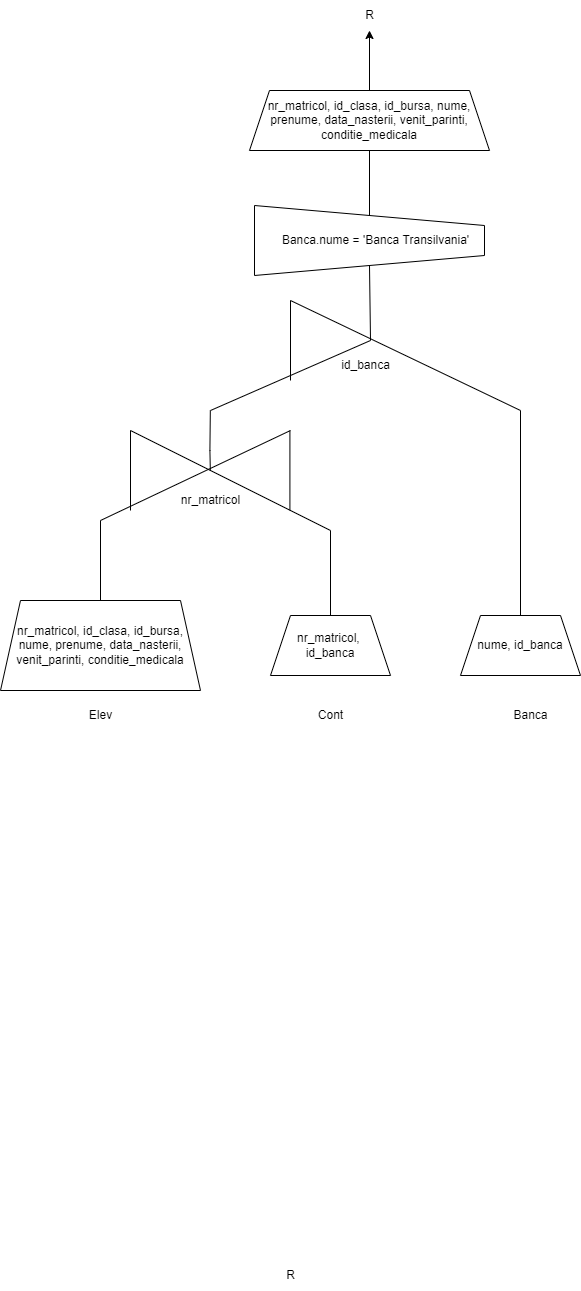 R
nr_matricol, id_clasa, id_bursa, nume,
prenume, data_nasterii, venit_parinti,
conditie_medicala
Banca.nume = 'Banca Transilvania'
id_banca
nr_matricol
nr_matricol, id_clasa, id_bursa,
nume, prenume, data_nasterii,
venit_parinti, conditie_medicala
nr_matricol,
id_banca
nume, id_banca
Elev
Cont
Banca
R